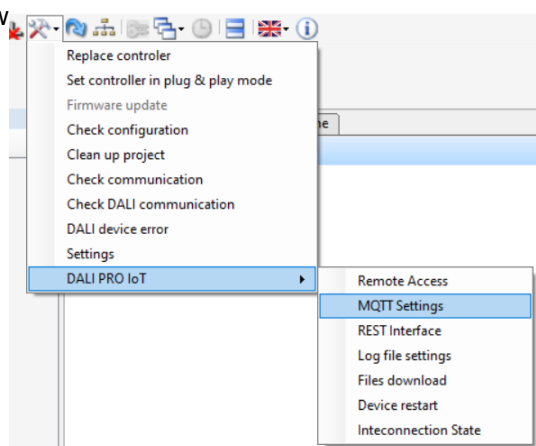 w
Replace controler
Set controller in plug & play mode
Firmware update
ne
Check configuration
Clean up project
Check communication
Check DALI communication
DALI device error
Settings
DALI PRO IoT
Remote Access
MQTT Settings
REST Interface
Log file settings
Files download
Device restart
Inteconnection State